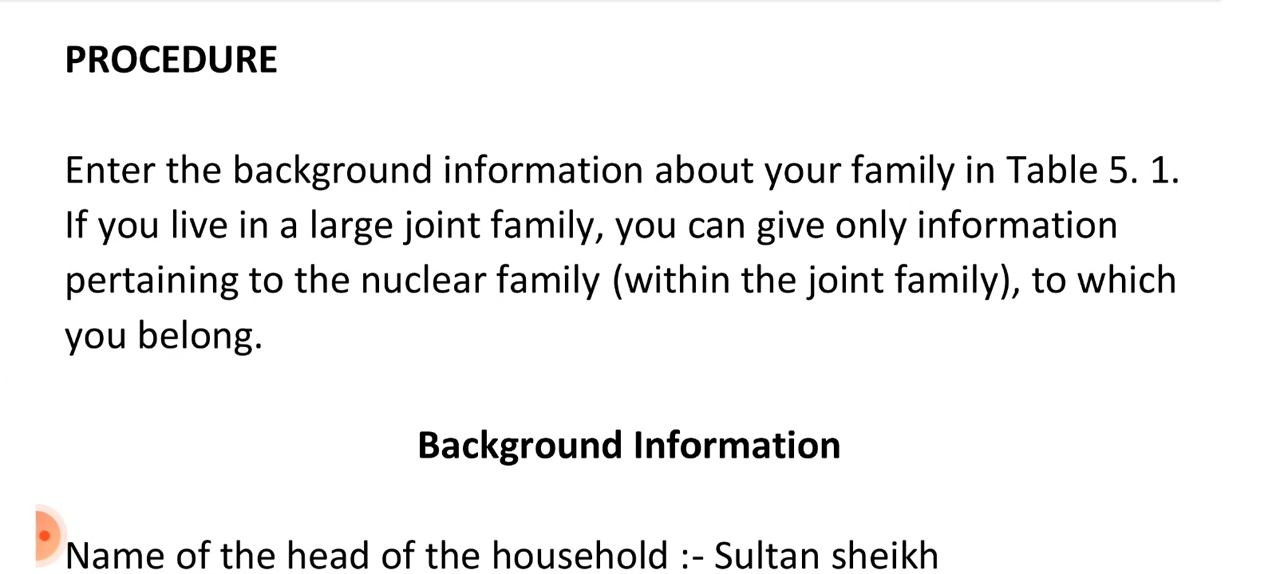 PROCEDURE
Enter the background information about your family in Table 5. 1.
If you live in a large joint family, you can give only information
pertaining to the nuclear family (within the joint family), to which
you belong.
Background Information
Name of the head of the household :- Sultan sheikh